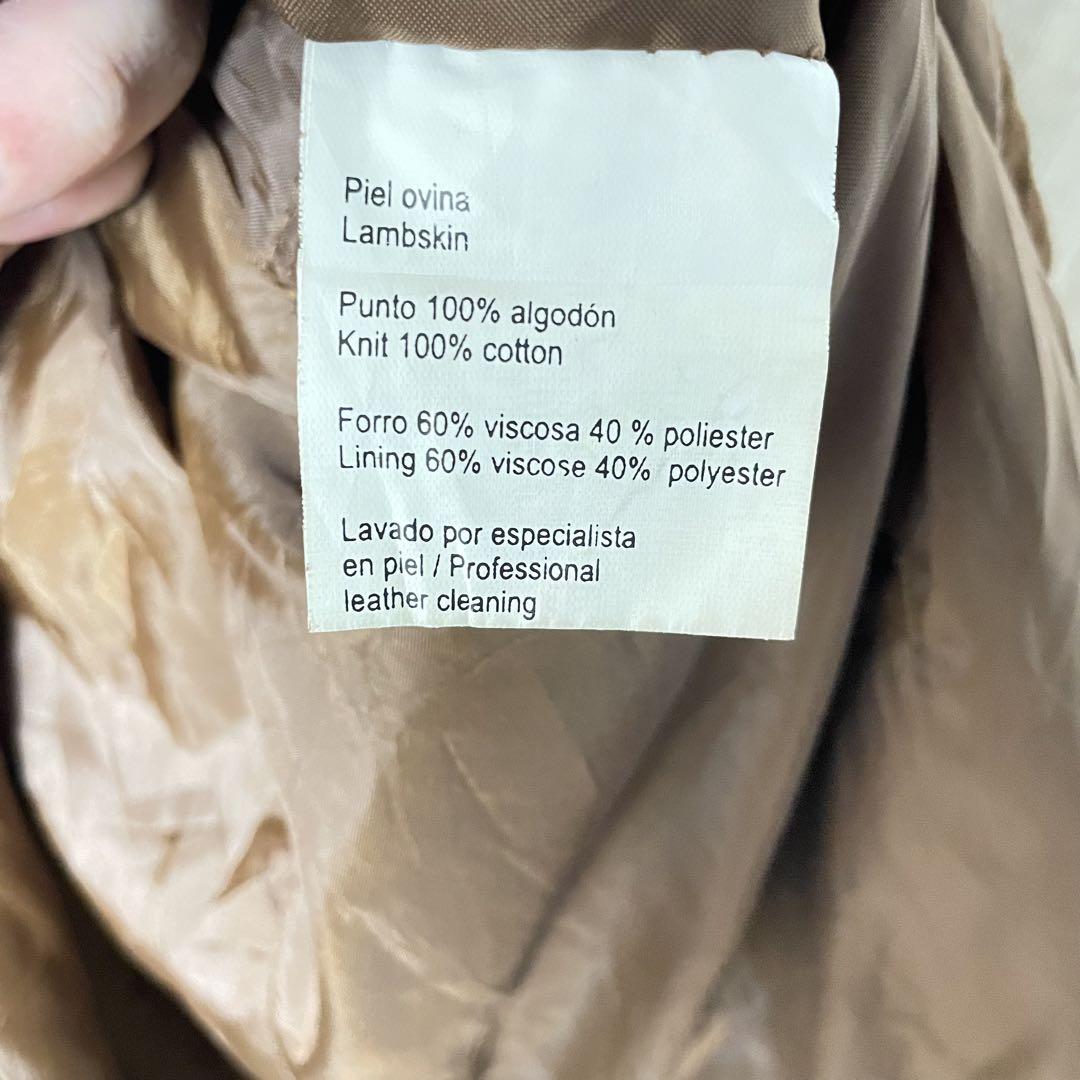 Piel ovina
Lambskin
Punto 100% algodón
Knit 100% cotton
Forro 60% viscosa 40 % poliester
Lining 60% viscose 40% polyester
Lavado por especialista
en piel / Professional
leather cleaning